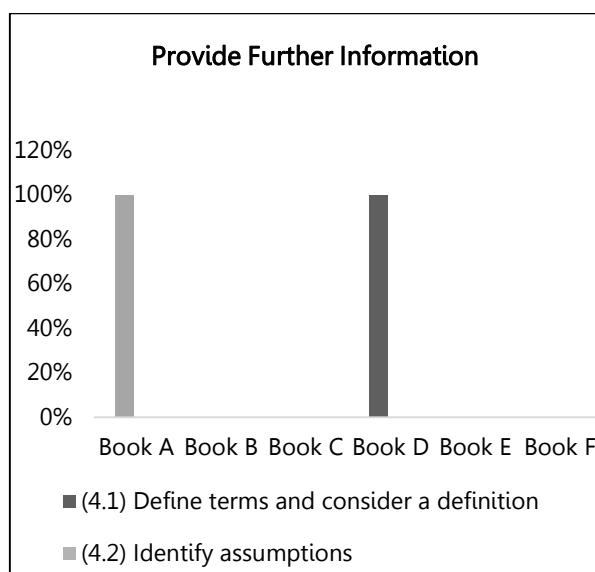 Provide Further Information
120%
100%
80%
60%
40%
20%
0%
Book A Book B Book C Book D Book E Book F
(4.1) Define terms and consider a definition
(4.2) Identify assumptions